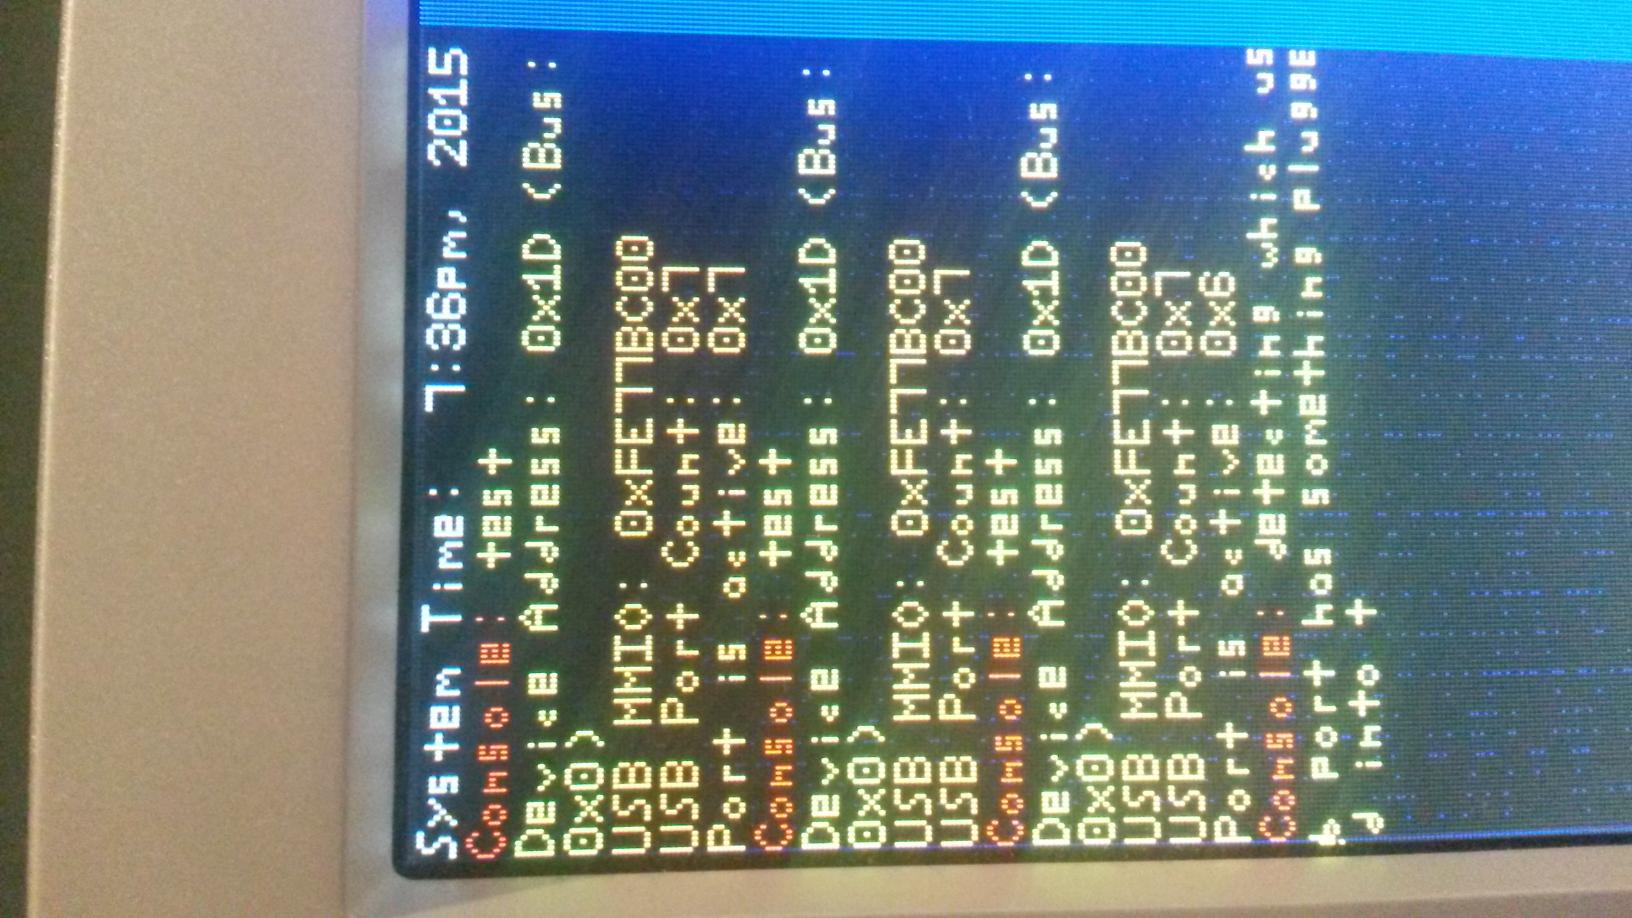 System Time:  7:36pm, 2015
Console: test
Device Address: 0x1D (Bus:
0x0)
USB MMIO: 0xFE77BC00
USB Port Count: 0x7
Port is active: 0x7
Console: test
Device Address: 0x1D (Bus:
0x0)
USB MMIO: 0xFE77BC00
USB Port Count: 0x7
Console: test
Device Address: 0x1D (Bus:
0x0)
USB MMIO: 0xFE77BC00
USB Port Count: 0x7
Port is active: 0x6
Console: detecting which us
b port has something plugge
d into t